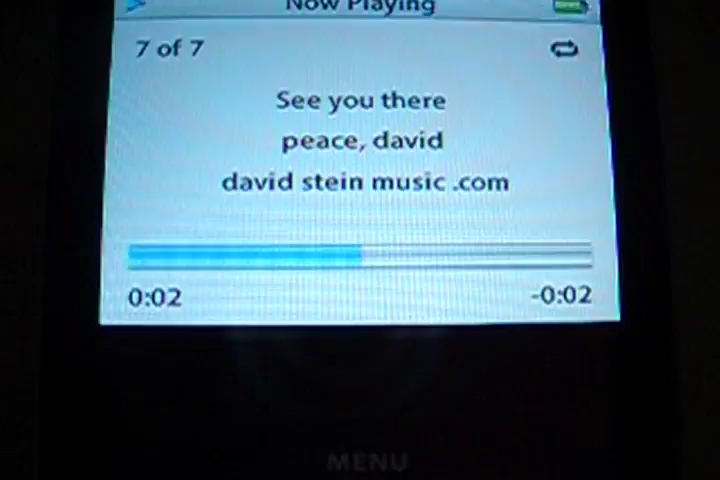 Now Playing
7 of 7
See you there
peace, david
david stein music .com
0:02 -0:02
MENU